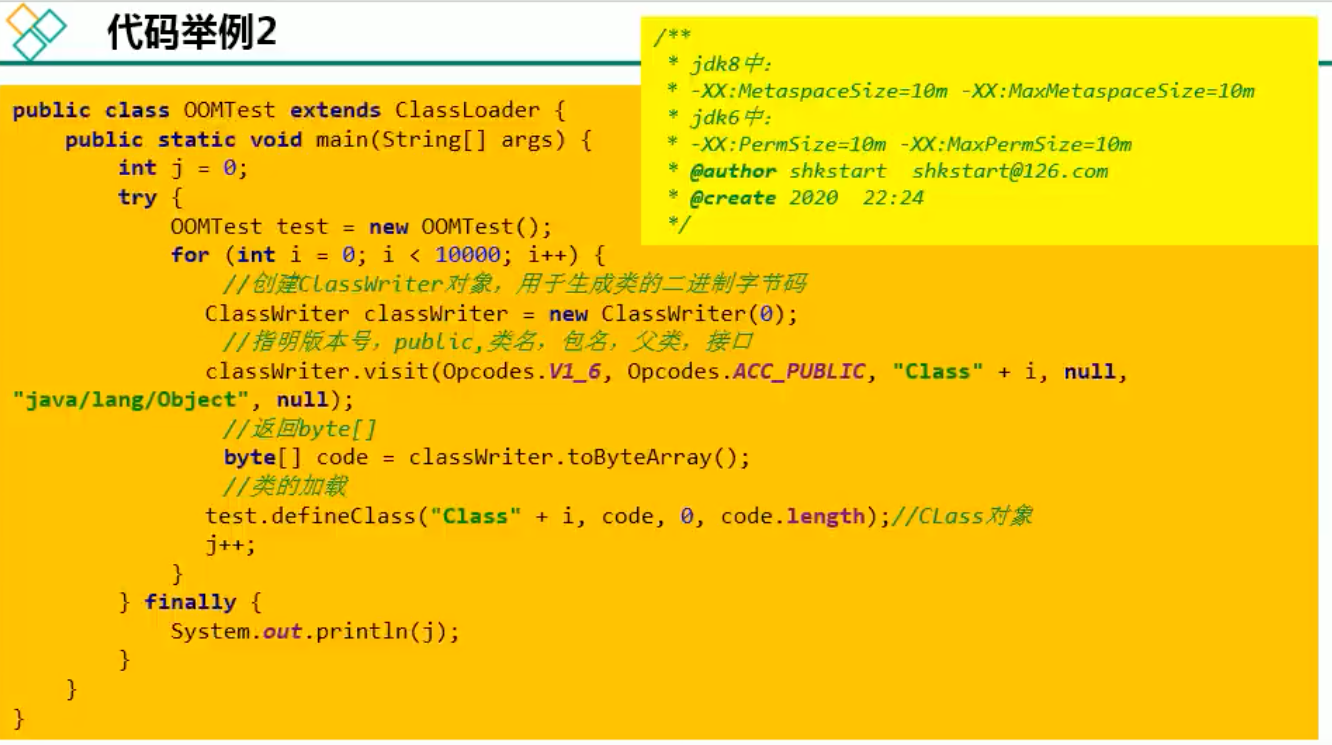 代码举例2
/**
* jdk8中:
* -XX:MetaspaceSize=10m -XX:MaxMetaspaceSize=10m
* jdk6中:
* -XX:PermSize=10m -XX:MaxPermSize=10m
* @author shkstart  shkstart@126.com
* @create 2020  22:24
*/
public class OOMTest extends ClassLoader {
    public static void main(String[] args) {
        int j = 0;
        try {
            OOMTest test = new OOMTest();
            for (int i = 0; i < 10000; i++) {
                //创建ClassWriter对象，用于生成类的二进制字节码
                ClassWriter classWriter = new ClassWriter(0);
                //指明版本号，public,类名，包名，父类，接口
                classWriter.visit(Opcodes.V1_6, Opcodes.ACC_PUBLIC, "Class" + i, null,
"java/lang/Object", null);
                //返回byte[]
                byte[] code = classWriter.toByteArray();
                //类的加载
                test.defineClass("Class" + i, code, 0, code.length);//CLass对象
                j++;
            }
        } finally {
            System.out.println(j);
        }
    }
}